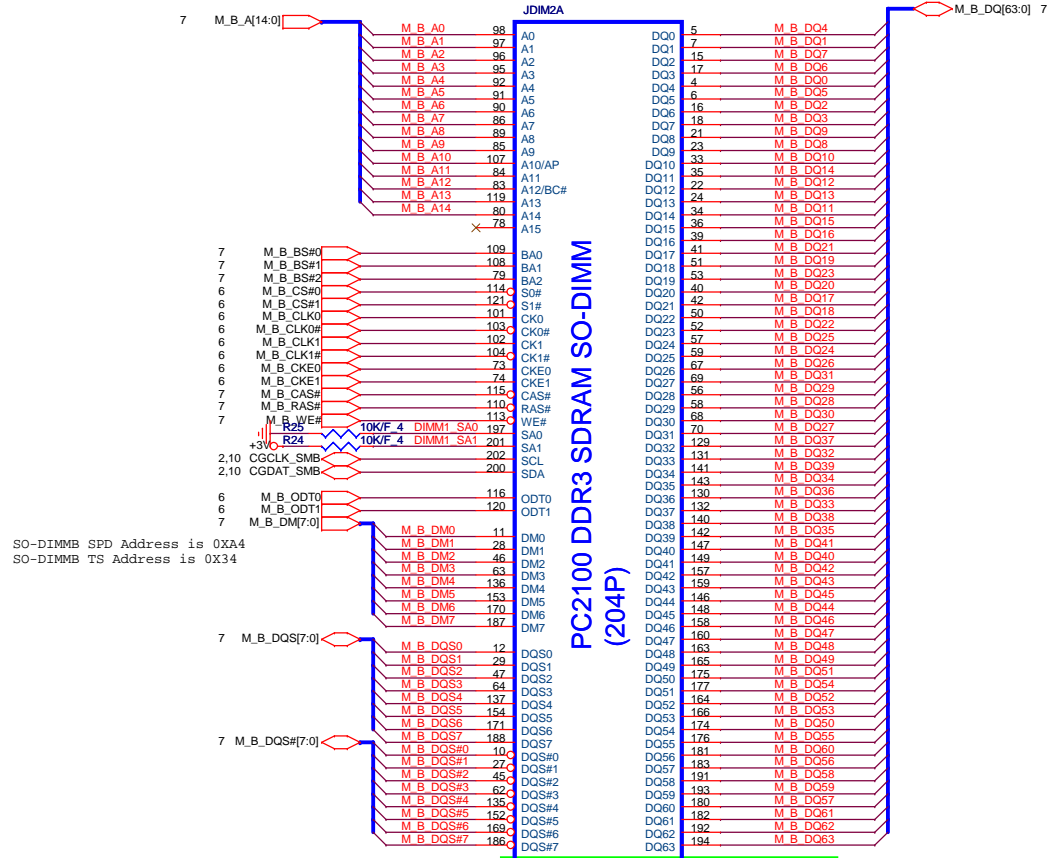 JDIM2A
7 M_B_A[14:0]
M_B_A0 98 A0
M_B_A1 97 A1
M_B_A2 96 A2
M_B_A3 95 A3
M_B_A4 92 A4
M_B_A5 91 A5
M_B_A6 90 A6
M_B_A7 86 A7
M_B_A8 89 A8
M_B_A9 85 A9
M_B_A10 107 A10/AP
M_B_A11 84 A11
M_B_A12 83 A12/BC#
M_B_A13 119 A13
M_B_A14 80 A14
78 A15
7 M_B_BS#0 109 BA0
7 M_B_BS#1 108 BA1
7 M_B_BS#2 79 BA2
6 M_B_CS#0 114 S0#
6 M_B_CS#1 121 S1#
6 M_B_CLK0 101 CK0
6 M_B_CLK0# 103 CK0#
6 M_B_CLK1 102 CK1
6 M_B_CLK1# 104 CK1#
6 M_B_CKE0 73 CKE0
6 M_B_CKE1 74 CKE1
7 M_B_CAS# 115 CAS#
7 M_B_RAS# 110 RAS#
7 M_B_WE# 113 WE#
R25 10K/F_4 DIMM1_SA0 197 SA0
+3V R24 10K/F_4 DIMM1_SA1 201 SA1
2,10 CGCLK_SMB 202 SCL
2,10 CGDAT_SMB 200 SDA
6 M_B_ODT0 116 ODT0
6 M_B_ODT1 120 ODT1
7 M_B_DM[7:0]
M_B_DM0 11 DM0
M_B_DM1 28 DM1
M_B_DM2 46 DM2
M_B_DM3 63 DM3
M_B_DM4 136 DM4
M_B_DM5 153 DM5
M_B_DM6 170 DM6
M_B_DM7 187 DM7
SO-DIMMB SPD Address is 0XA4
SO-DIMMB TS Address is 0X34
7 M_B_DQS[7:0]
M_B_DQS0 12 DQS0
M_B_DQS1 29 DQS1
M_B_DQS2 47 DQS2
M_B_DQS3 64 DQS3
M_B_DQS4 137 DQS4
M_B_DQS5 154 DQS5
M_B_DQS6 171 DQS6
M_B_DQS7 188 DQS7
7 M_B_DQS#[7:0]
M_B_DQS#0 10 DQS#0
M_B_DQS#1 27 DQS#1
M_B_DQS#2 45 DQS#2
M_B_DQS#3 62 DQS#3
M_B_DQS#4 135 DQS#4
M_B_DQS#5 152 DQS#5
M_B_DQS#6 169 DQS#6
M_B_DQS#7 186 DQS#7
PC2100 DDR3 SDRAM SO-DIMM
(204P)
M_B_DQ[63:0] 7
DQ0 5 M_B_DQ4
DQ1 7 M_B_DQ1
DQ2 15 M_B_DQ7
DQ3 17 M_B_DQ6
DQ4 4 M_B_DQ0
DQ5 6 M_B_DQ5
DQ6 16 M_B_DQ2
DQ7 18 M_B_DQ3
DQ8 21 M_B_DQ9
DQ9 23 M_B_DQ8
DQ10 33 M_B_DQ10
DQ11 35 M_B_DQ14
DQ12 22 M_B_DQ12
DQ13 24 M_B_DQ13
DQ14 34 M_B_DQ11
DQ15 36 M_B_DQ15
DQ16 39 M_B_DQ16
DQ17 41 M_B_DQ21
DQ18 51 M_B_DQ19
DQ19 53 M_B_DQ23
DQ20 40 M_B_DQ20
DQ21 42 M_B_DQ17
DQ22 50 M_B_DQ18
DQ23 52 M_B_DQ22
DQ24 57 M_B_DQ25
DQ25 59 M_B_DQ24
DQ26 67 M_B_DQ26
DQ27 69 M_B_DQ31
DQ28 56 M_B_DQ29
DQ29 58 M_B_DQ28
DQ30 68 M_B_DQ30
DQ31 70 M_B_DQ27
DQ32 129 M_B_DQ37
DQ33 131 M_B_DQ32
DQ34 141 M_B_DQ39
DQ35 143 M_B_DQ34
DQ36 130 M_B_DQ36
DQ37 132 M_B_DQ33
DQ38 140 M_B_DQ38
DQ39 142 M_B_DQ35
DQ40 147 M_B_DQ41
DQ41 149 M_B_DQ40
DQ42 157 M_B_DQ42
DQ43 159 M_B_DQ43
DQ44 146 M_B_DQ45
DQ45 148 M_B_DQ44
DQ46 158 M_B_DQ46
DQ47 160 M_B_DQ47
DQ48 163 M_B_DQ48
DQ49 165 M_B_DQ49
DQ50 175 M_B_DQ51
DQ51 177 M_B_DQ54
DQ52 164 M_B_DQ52
DQ53 166 M_B_DQ53
DQ54 174 M_B_DQ50
DQ55 176 M_B_DQ55
DQ56 181 M_B_DQ60
DQ57 183 M_B_DQ56
DQ58 191 M_B_DQ58
DQ59 193 M_B_DQ59
DQ60 180 M_B_DQ57
DQ61 182 M_B_DQ61
DQ62 192 M_B_DQ62
DQ63 194 M_B_DQ63